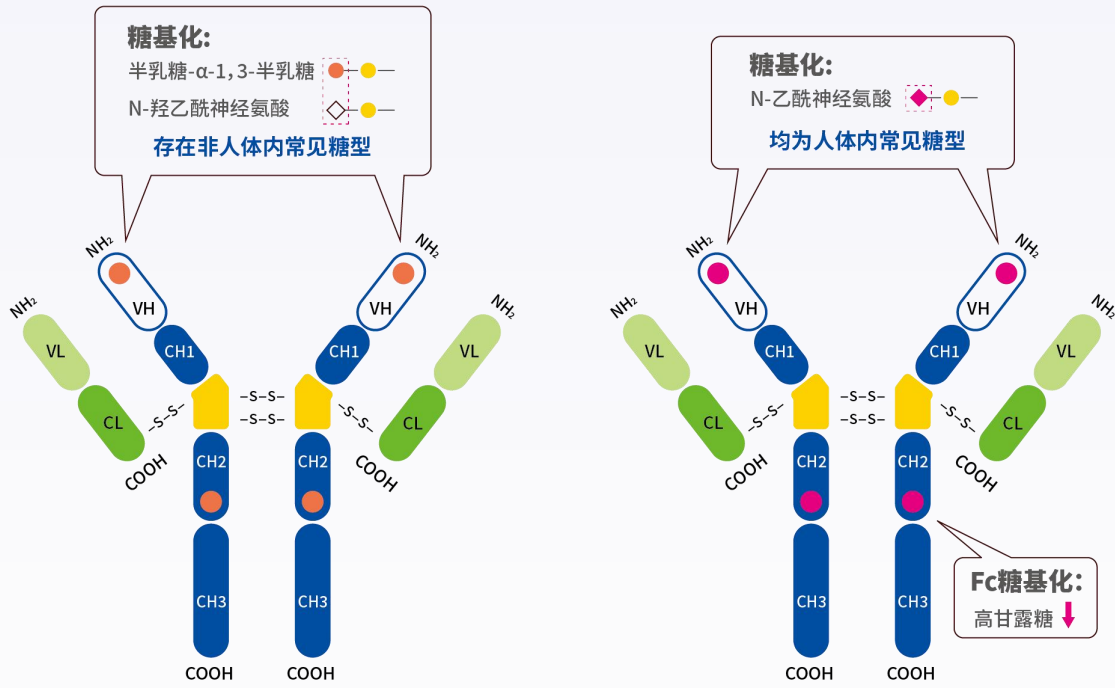 糖基化:
半乳糖-α-1,3-半乳糖
N-羟乙酰神经氨酸
存在非人体内常见糖型
糖基化:
N-乙酰神经氨酸
均为人体内常见糖型
NH₂
NH₂
NH₂
NH₂
VH
VH
VL
VL
CH1
CH1
CL
CL
–S–S–
–S–S–
–S–S–
–S–S–
COOH
COOH
CH2
CH2
CH3
CH3
COOH
COOH
NH₂
NH₂
NH₂
NH₂
VH
VH
VL
VL
CH1
CH1
CL
CL
–S–S–
–S–S–
–S–S–
–S–S–
COOH
COOH
CH2
CH2
CH3
CH3
COOH
COOH
Fc糖基化:
高甘露糖